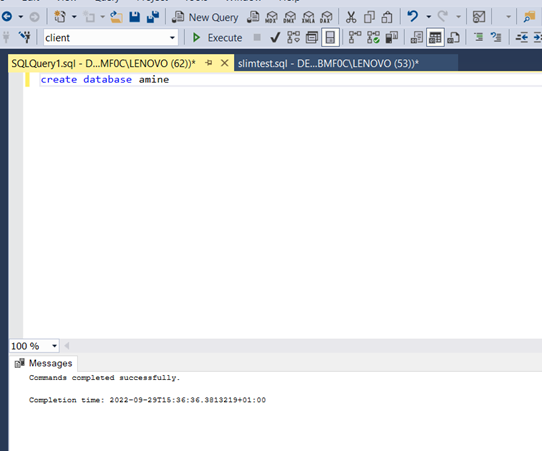 New Query
client
Execute
SQLQuery1.sql - D...MF0C\LENOVO (62))*
slimtest.sql - DE...BMF0C\LENOVO (53))*
create database amine
100 %
Messages
Commands completed successfully.
Completion time: 2022-09-29T15:36:36.3813219+01:00